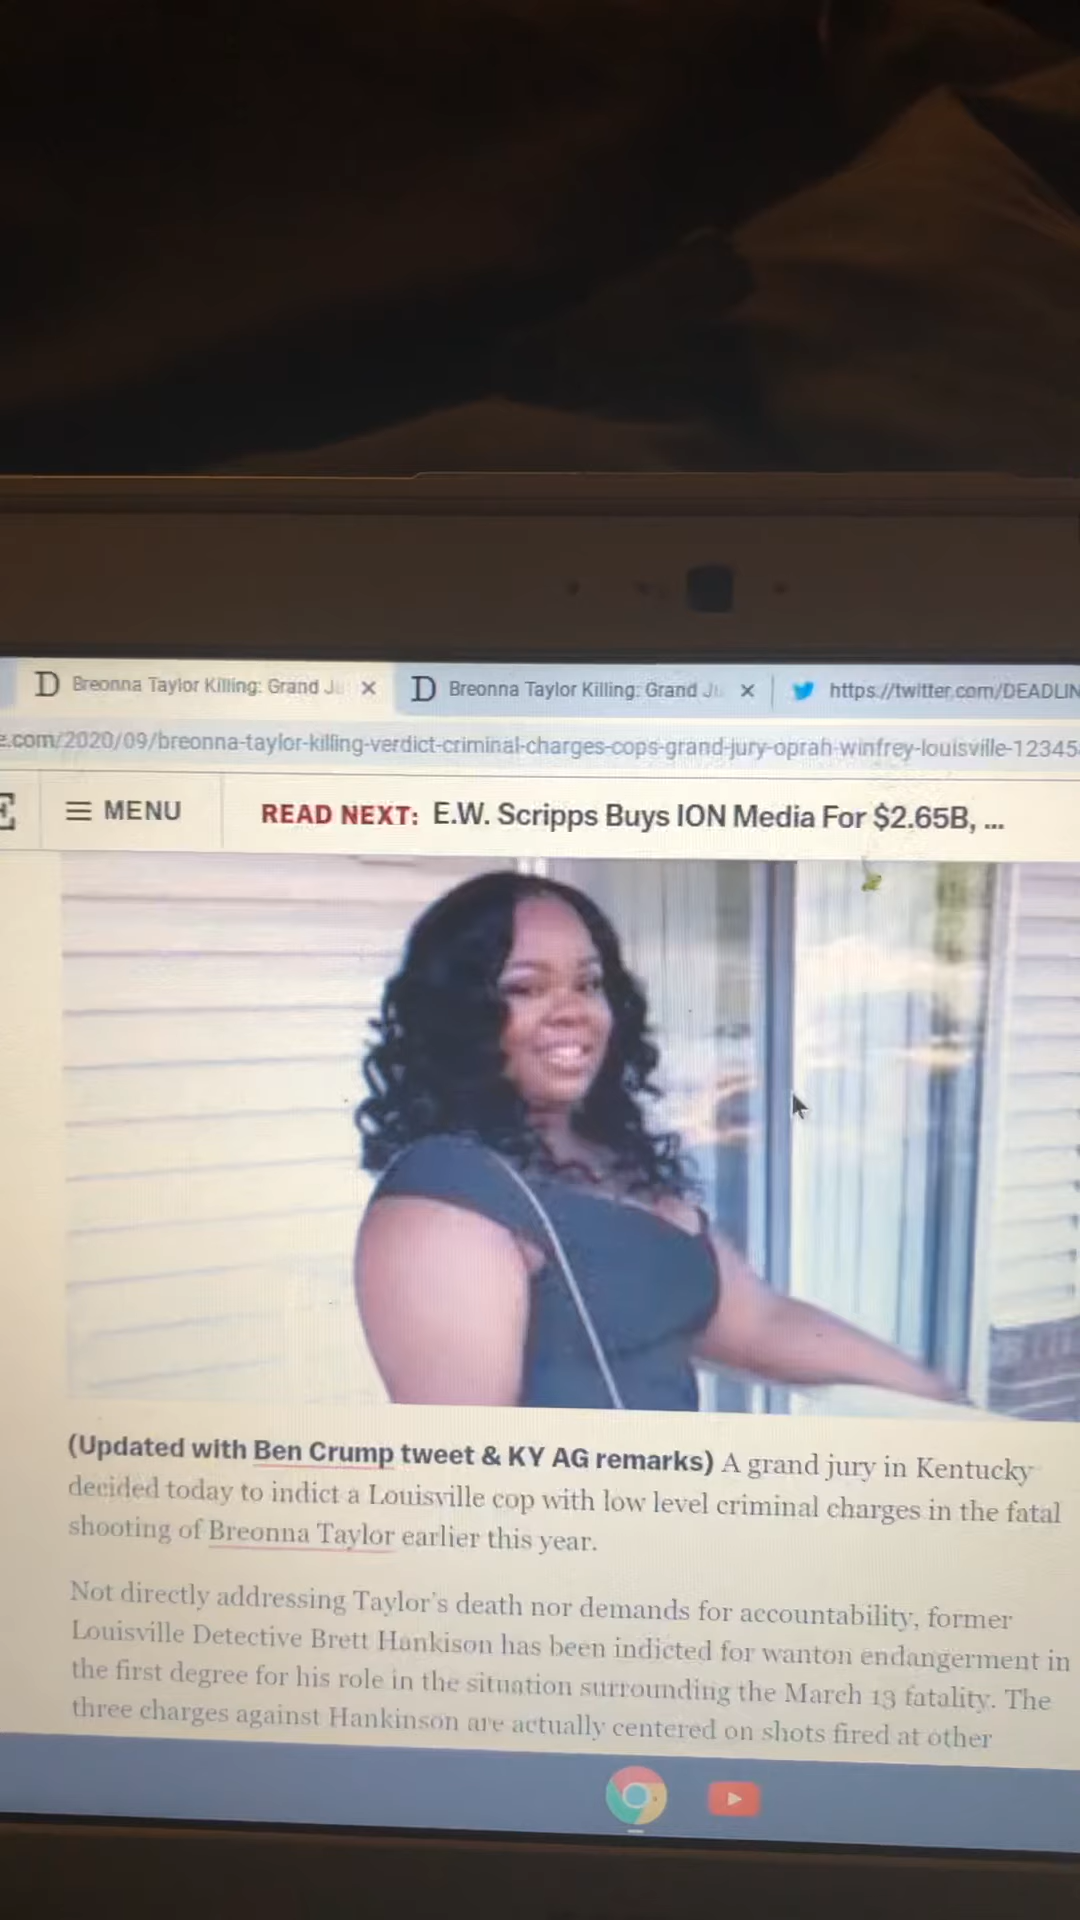 D Breonna Taylor Killing: Grand Ju × D Breonna Taylor Killing: Grand Ju × https://twitter.com/DEADLIN
e.com/2020/09/breonna-taylor-killing-verdict-criminal-charges-cops-grand-jury-oprah-winfrey-louisville-12345
E ☰ MENU READ NEXT: E.W. Scripps Buys ION Media For $2.65B, ...
(Updated with Ben Crump tweet & KY AG remarks) A grand jury in Kentucky
decided today to indict a Louisville cop with low level criminal charges in the fatal
shooting of Breonna Taylor earlier this year.
Not directly addressing Taylor's death nor demands for accountability, former
Louisville Detective Brett Hankison has been indicted for wanton endangerment in
the first degree for his role in the situation surrounding the March 13 fatality. The
three charges against Hankinson are actually centered on shots fired at other